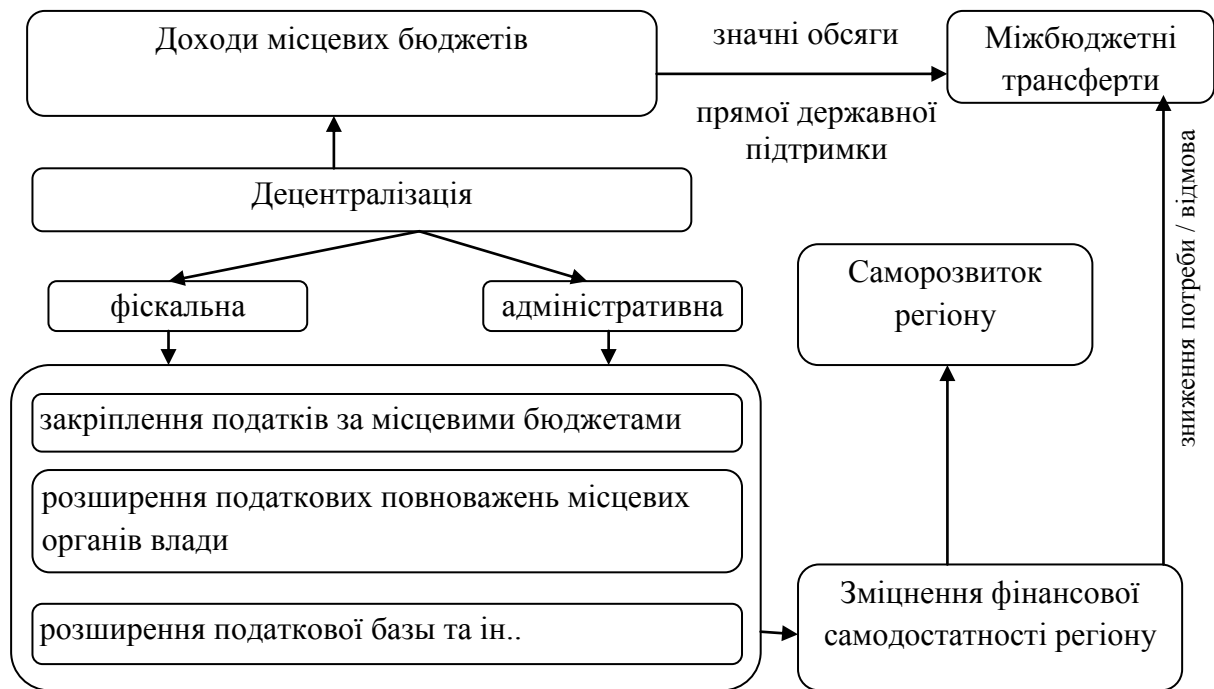 Доходи місцевих бюджетів
значні обсяги
прямої державної
підтримки
Міжбюджетні
трансферти
Децентралізація
фіскальна
адміністративна
закріплення податків за місцевими бюджетами
розширення податкових повноважень місцевих
органів влади
розширення податкової базы та ін..
Саморозвиток
регіону
зниження потреби / відмова
Зміцнення фінансової
самодостатності регіону